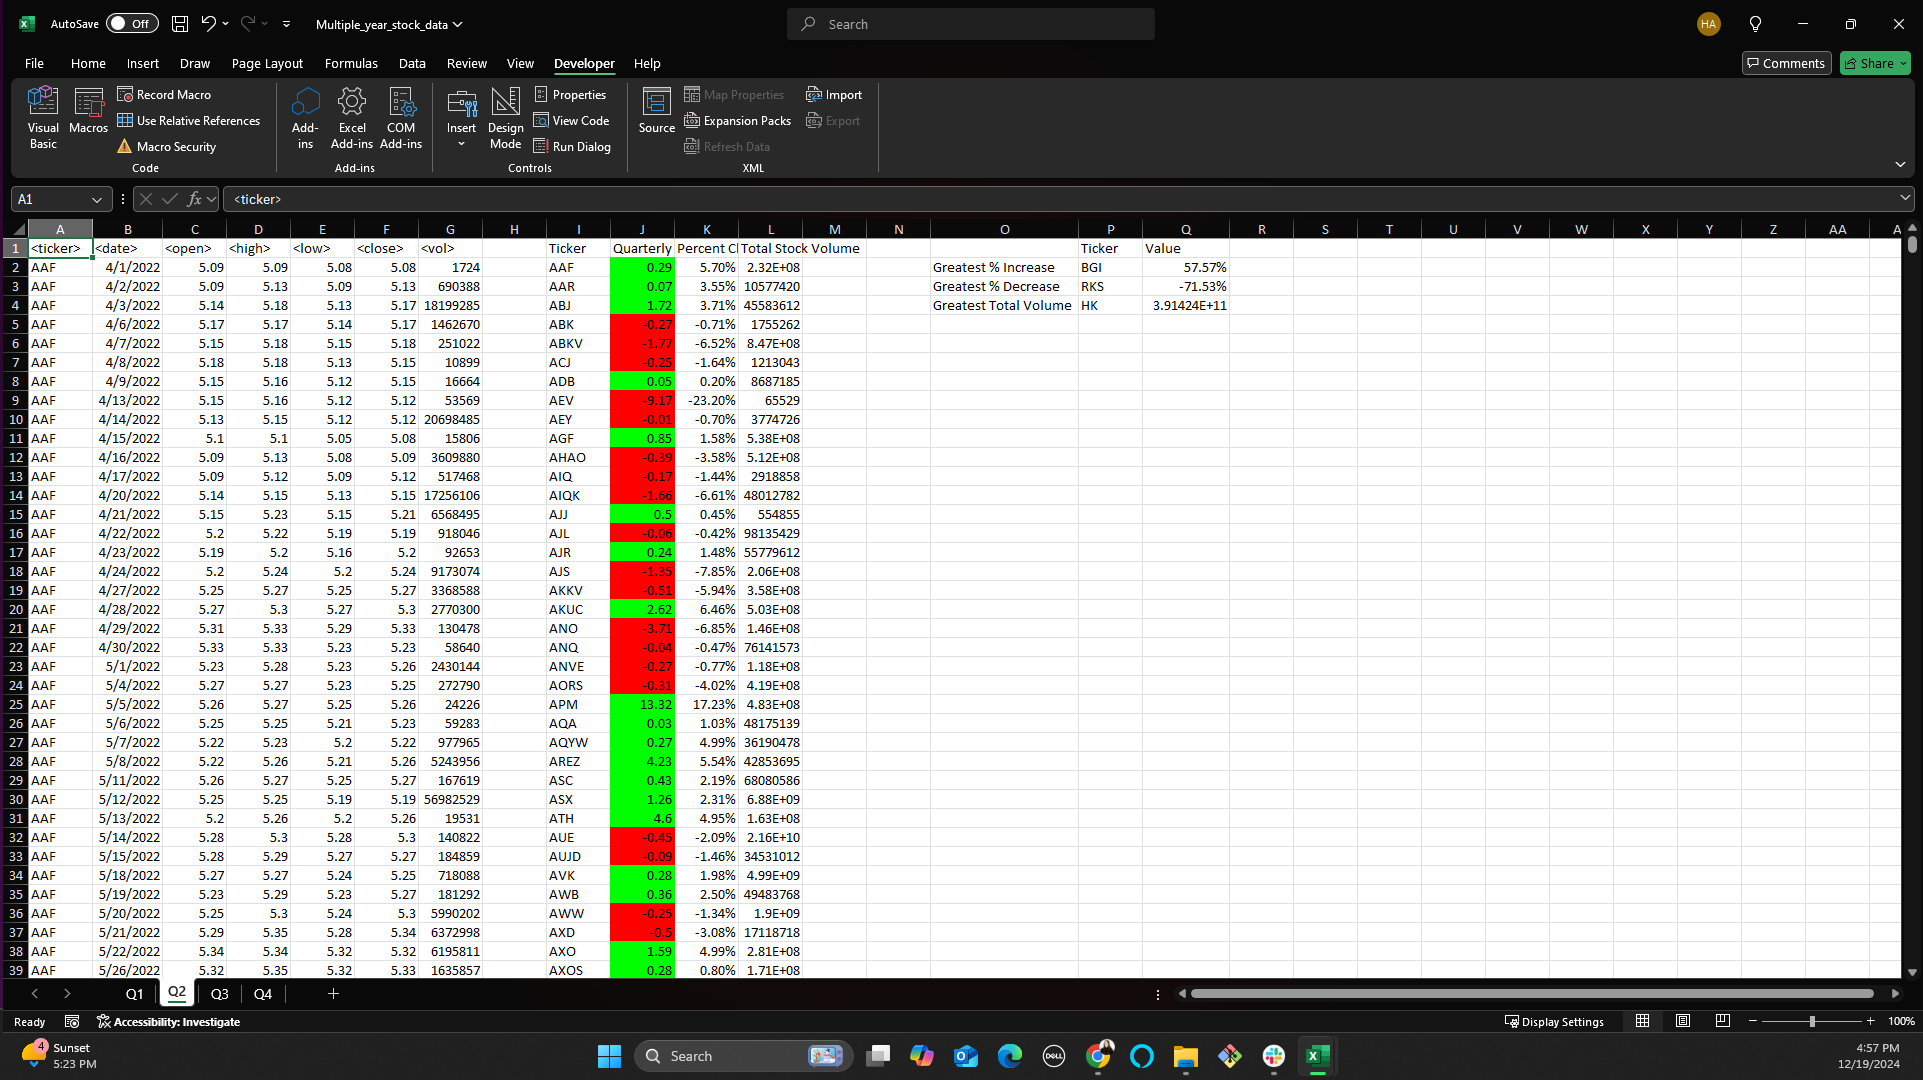 AutoSave Off Multiple_year_stock_data Search HA
File Home Insert Draw Page Layout Formulas Data Review View Developer Help Comments Share
Visual Basic Macros Record Macro Use Relative References Macro Security Code
Add-ins Excel Add-ins COM Add-ins Add-ins
Insert Design Mode Properties View Code Run Dialog Controls
Source Map Properties Expansion Packs Refresh Data Import Export XML
A1 fx <ticker>
A B C D E F G H I J K L M N O P Q R S T U V W X Y Z AA A
1 <ticker> <date> <open> <high> <low> <close> <vol> Ticker Quarterly Percent Cl Total Stock Volume Ticker Value
2 AAF 4/1/2022 5.09 5.09 5.08 5.08 1724 AAF 0.29 5.70% 2.32E+08 Greatest % Increase BGI 57.57%
3 AAF 4/2/2022 5.09 5.13 5.09 5.13 690388 AAR 0.07 3.55% 10577420 Greatest % Decrease RKS -71.53%
4 AAF 4/3/2022 5.14 5.18 5.13 5.17 18199285 ABJ 1.72 3.71% 45583612 Greatest Total Volume HK 3.91424E+11
5 AAF 4/6/2022 5.17 5.17 5.14 5.17 1462670 ABK -0.27 -0.71% 1755262
6 AAF 4/7/2022 5.15 5.18 5.15 5.18 251022 ABKV -1.77 -6.52% 8.47E+08
7 AAF 4/8/2022 5.18 5.18 5.13 5.15 10899 ACJ -0.25 -1.64% 1213043
8 AAF 4/9/2022 5.15 5.16 5.12 5.15 16664 ADB 0.05 0.20% 8687185
9 AAF 4/13/2022 5.15 5.16 5.12 5.12 53569 AEV -9.17 -23.20% 65529
10 AAF 4/14/2022 5.13 5.15 5.12 5.12 20698485 AEY -0.01 -0.70% 3774726
11 AAF 4/15/2022 5.1 5.1 5.05 5.08 15806 AGF 0.85 1.58% 5.38E+08
12 AAF 4/16/2022 5.09 5.13 5.08 5.09 3609880 AHAO -0.39 -3.58% 5.12E+08
13 AAF 4/17/2022 5.09 5.12 5.09 5.12 517468 AIQ -0.17 -1.44% 2918858
14 AAF 4/20/2022 5.14 5.15 5.13 5.15 17256106 AIQK -1.66 -6.61% 48012782
15 AAF 4/21/2022 5.15 5.23 5.15 5.21 6568495 AJJ 0.5 0.45% 554855
16 AAF 4/22/2022 5.2 5.22 5.19 5.19 918046 AJL -0.06 -0.42% 98135429
17 AAF 4/23/2022 5.19 5.2 5.16 5.2 92653 AJR 0.24 1.48% 55779612
18 AAF 4/24/2022 5.2 5.24 5.2 5.24 9173074 AJS -1.35 -7.85% 2.06E+08
19 AAF 4/27/2022 5.25 5.27 5.25 5.27 3368588 AKKV -0.51 -5.94% 3.58E+08
20 AAF 4/28/2022 5.27 5.3 5.27 5.3 2770300 AKUC 2.62 6.46% 5.03E+08
21 AAF 4/29/2022 5.31 5.33 5.29 5.33 130478 ANO -3.71 -6.85% 1.46E+08
22 AAF 4/30/2022 5.33 5.33 5.23 5.23 58640 ANQ -0.04 -0.47% 76141573
23 AAF 5/1/2022 5.23 5.28 5.23 5.26 2430144 ANVE -0.27 -0.77% 1.18E+08
24 AAF 5/4/2022 5.27 5.27 5.23 5.25 272790 AORS -0.31 -4.02% 4.19E+08
25 AAF 5/5/2022 5.26 5.27 5.25 5.26 24226 APM 13.32 17.23% 4.83E+08
26 AAF 5/6/2022 5.25 5.25 5.21 5.23 59283 AQA 0.03 1.03% 48175139
27 AAF 5/7/2022 5.22 5.23 5.2 5.22 977965 AQYW 0.27 4.99% 36190478
28 AAF 5/8/2022 5.22 5.26 5.21 5.26 5243956 AREZ 4.23 5.54% 42853695
29 AAF 5/11/2022 5.26 5.27 5.25 5.27 167619 ASC 0.43 2.19% 68080586
30 AAF 5/12/2022 5.25 5.25 5.19 5.19 56982529 ASX 1.26 2.31% 6.88E+09
31 AAF 5/13/2022 5.2 5.26 5.2 5.26 19531 ATH 4.6 4.95% 1.63E+08
32 AAF 5/14/2022 5.28 5.3 5.28 5.3 140822 AUE -0.45 -2.09% 2.16E+10
33 AAF 5/15/2022 5.28 5.29 5.27 5.27 184859 AUJD -0.09 -1.46% 34531012
34 AAF 5/18/2022 5.27 5.27 5.24 5.25 718088 AVK 0.28 1.98% 4.99E+09
35 AAF 5/19/2022 5.23 5.29 5.23 5.27 181292 AWB 0.36 2.50% 49483768
36 AAF 5/20/2022 5.25 5.3 5.24 5.3 5990202 AWW -0.25 -1.34% 1.9E+09
37 AAF 5/21/2022 5.29 5.35 5.28 5.34 6372998 AXD -0.5 -3.08% 17118718
38 AAF 5/22/2022 5.34 5.34 5.32 5.32 6195811 AXO 1.59 4.99% 2.81E+08
39 AAF 5/26/2022 5.32 5.35 5.32 5.33 1635857 AXOS 0.28 0.80% 1.71E+08
Q1 Q2 Q3 Q4
Ready Accessibility: Investigate Display Settings 100%
4 Sunset 5:23 PM Search DELL 4:57 PM
12/19/2024